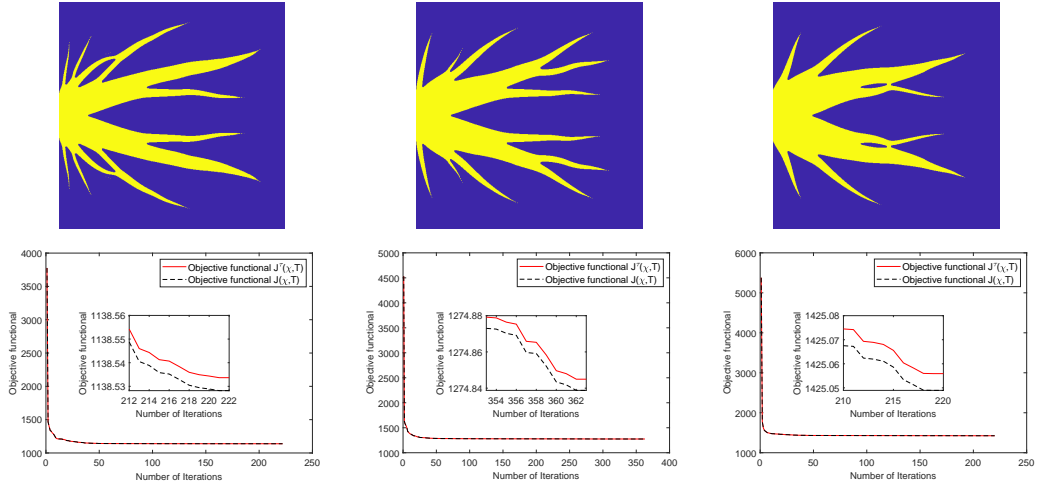 4000
3500
3000
2500
2000
1500
1000
0
50
100
150
200
250
Objective functional
Number of Iterations
Objective functional J^τ(χ,T)
Objective functional J(χ,T)
1138.56
1138.55
1138.54
1138.53
212 214 216 218 220 222
Objective functional
Number of Iterations
5000
4500
4000
3500
3000
2500
2000
1500
1000
0
50
100
150
200
250
300
350
400
Objective functional
Number of Iterations
Objective functional J^τ(χ,T)
Objective functional J(χ,T)
1274.88
1274.86
1274.84
354 356 358 360 362
Objective functional
Number of Iterations
6000
5000
4000
3000
2000
1000
0
50
100
150
200
250
Objective functional
Number of Iterations
Objective functional J^τ(χ,T)
Objective functional J(χ,T)
1425.08
1425.07
1425.06
1425.05
210
215
220
Objective functional
Number of Iterations